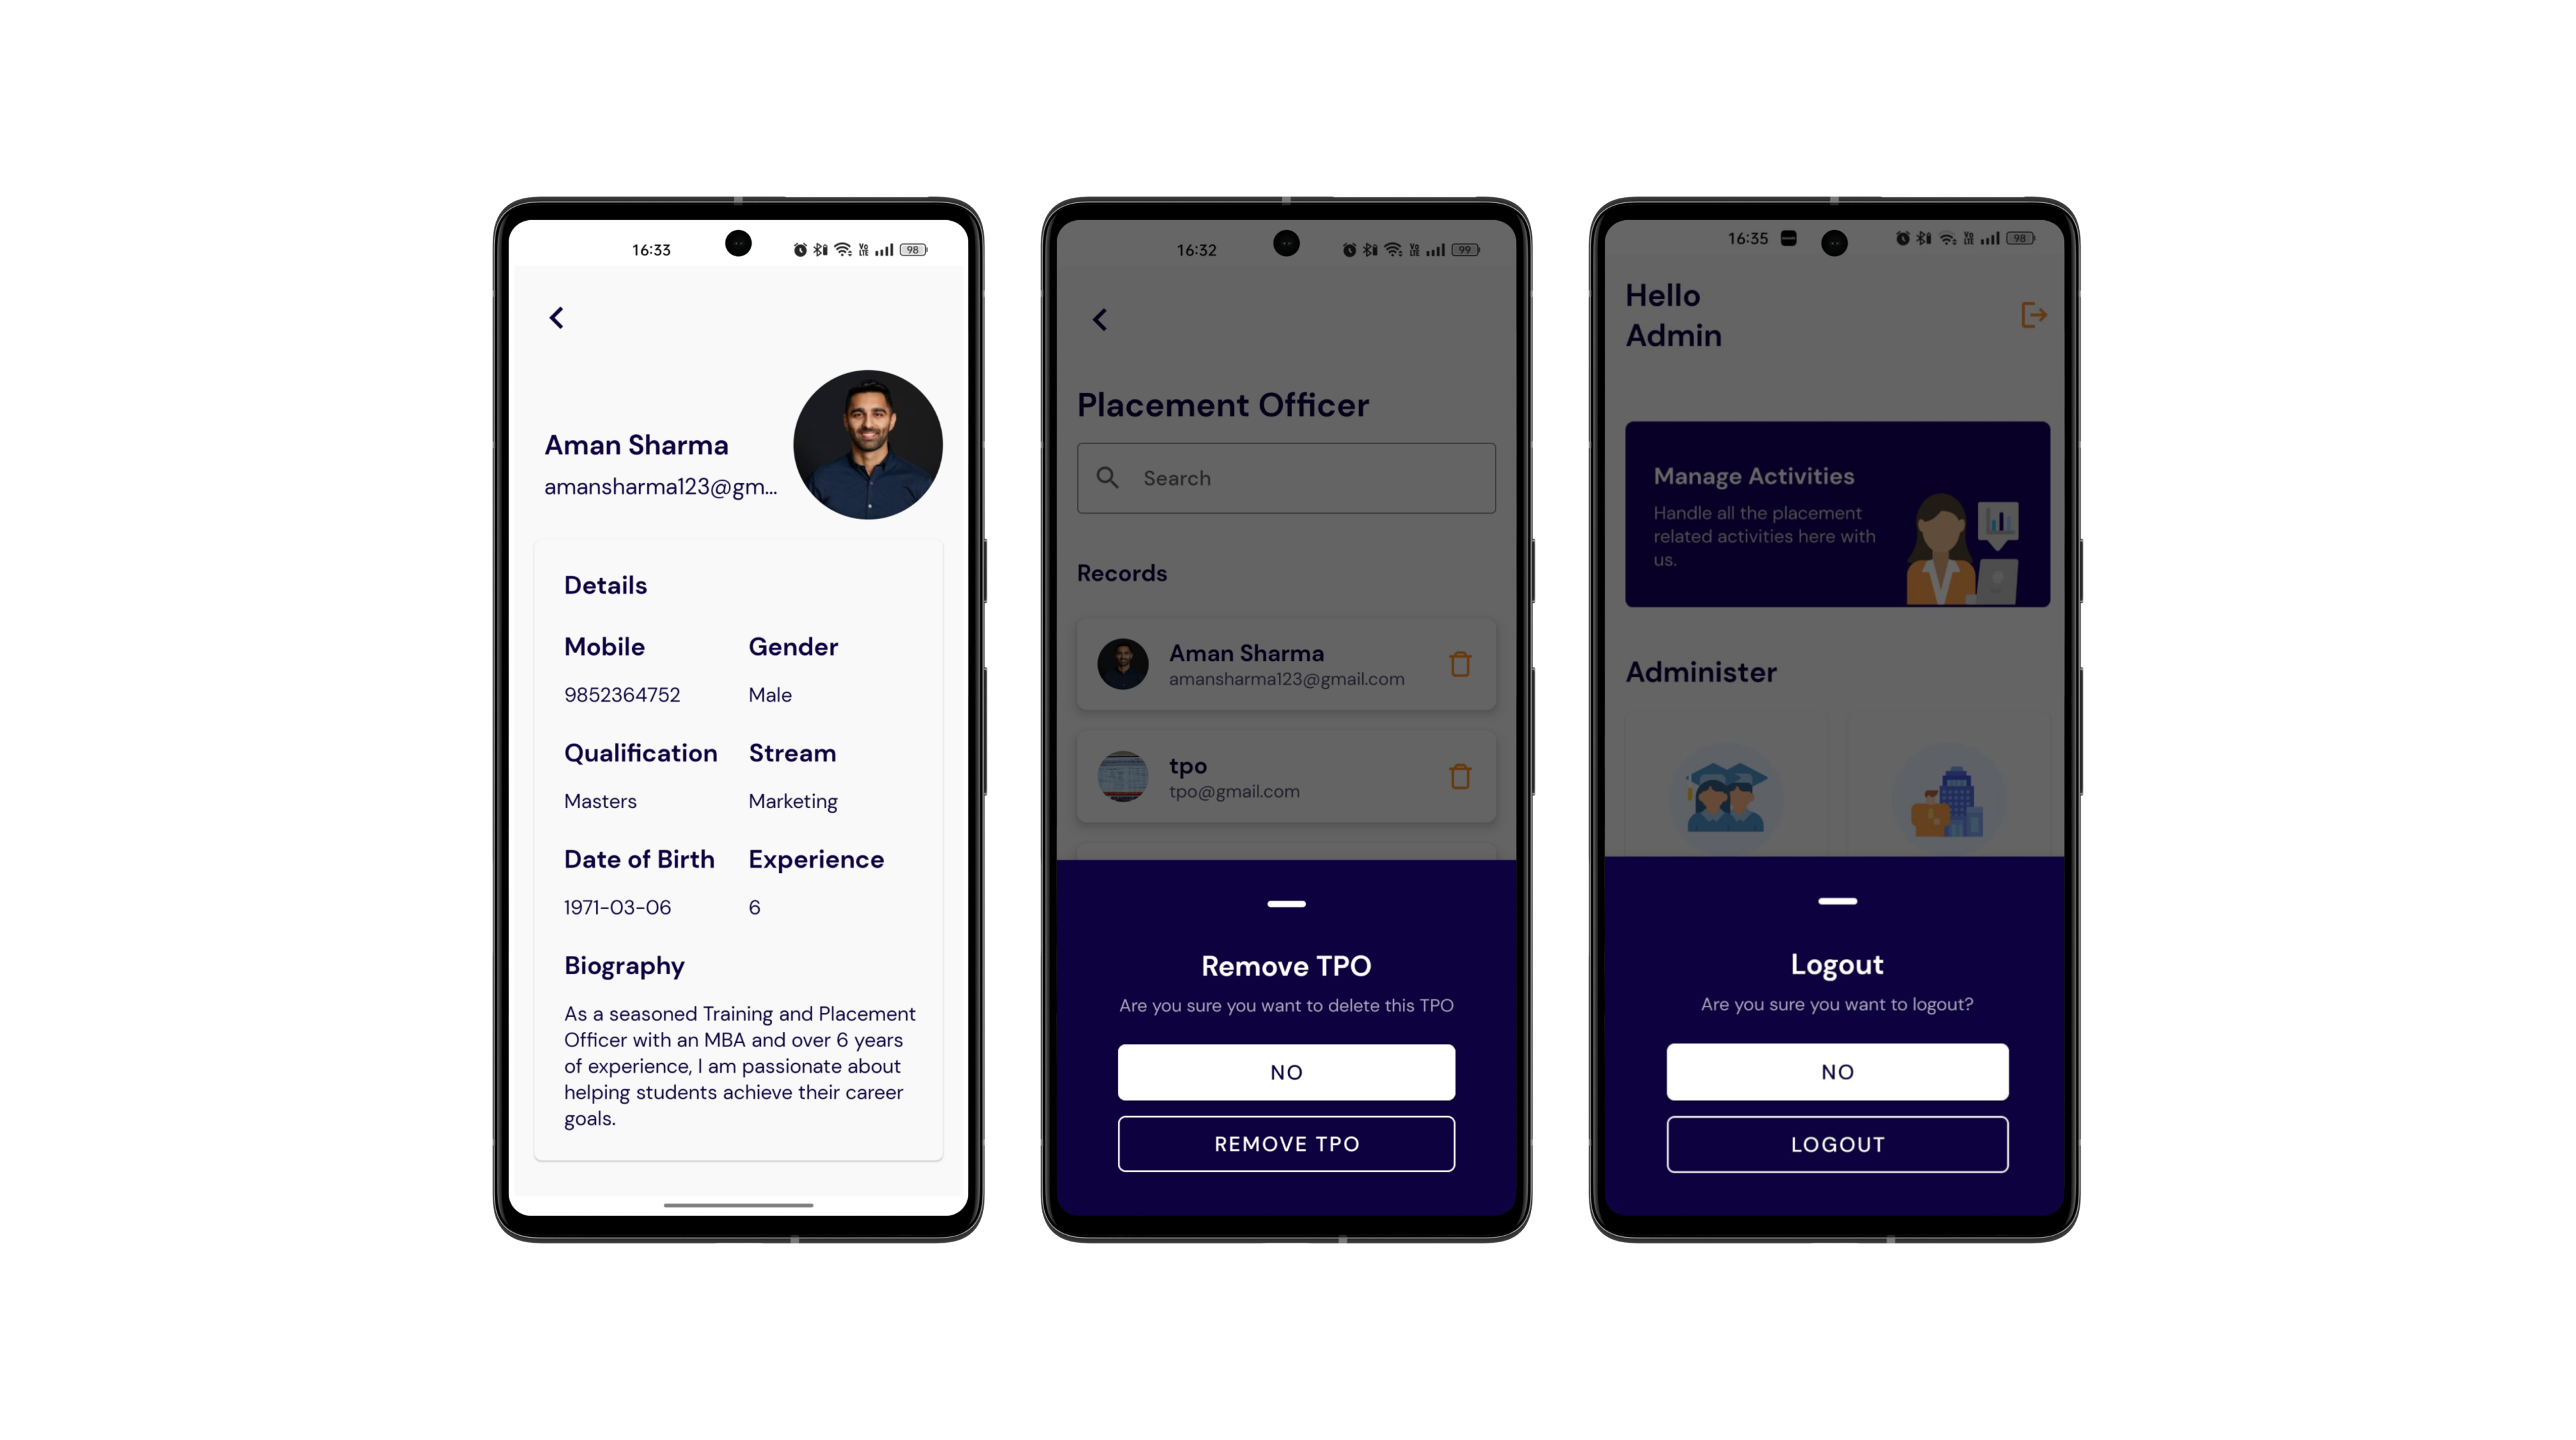 16:33
98
Aman Sharma
amansharma123@gm...
Details
Mobile
Gender
9852364752
Male
Qualification
Stream
Masters
Marketing
Date of Birth
Experience
1971-03-06
6
Biography
As a seasoned Training and Placement
Officer with an MBA and over 6 years
of experience, I am passionate about
helping students achieve their career
goals.
16:32
99
Placement Officer
Search
Records
Aman Sharma
amansharma123@gmail.com
tpo
tpo@gmail.com
Remove TPO
Are you sure you want to delete this TPO
NO
REMOVE TPO
16:35
98
Hello
Admin
Manage Activities
Handle all the placement
related activities here with
us.
Administer
Logout
Are you sure you want to logout?
NO
LOGOUT